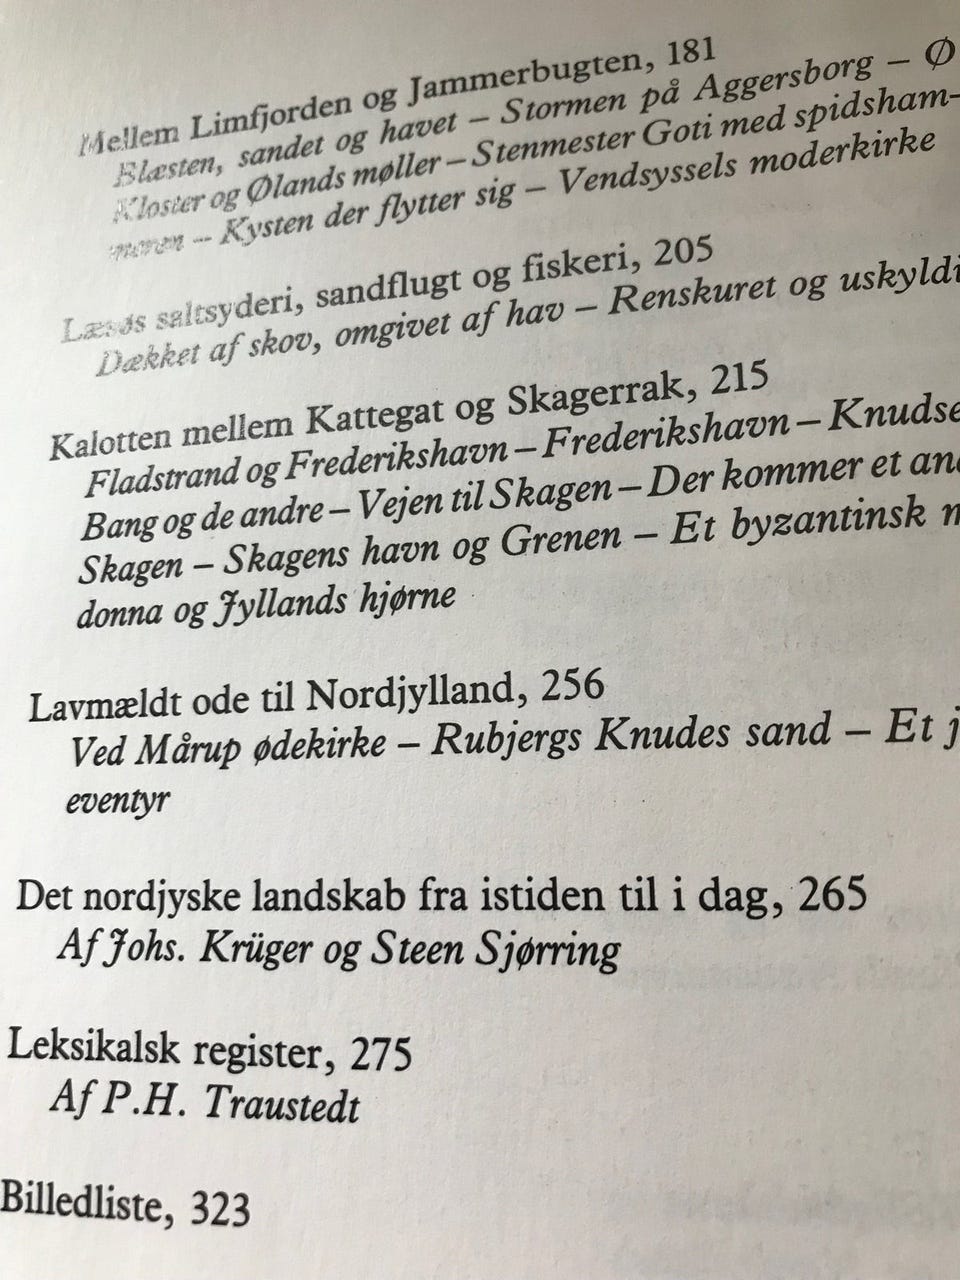 Mellem Limfjorden og Jammerbugten, 181
Blæsten, sandet og havet – Stormen på Aggersborg – Ø
Kloster og Ølands møller – Stenmester Goti med spidsham-
meren – Kysten der flytter sig – Vendsyssels moderkirke
Læsøs saltsyderi, sandflugt og fiskeri, 205
Dækket af skov, omgivet af hav – Renskuret og uskyldi
Kalotten mellem Kattegat og Skagerrak, 215
Fladstrand og Frederikshavn – Frederikshavn – Knudse
Bang og de andre – Vejen til Skagen – Der kommer et an
Skagen – Skagens havn og Grenen – Et byzantinsk m
donna og Jyllands hjørne
Lavmældt ode til Nordjylland, 256
Ved Mårup ødekirke – Rubjergs Knudes sand – Et j
eventyr
Det nordjyske landskab fra istiden til i dag, 265
Af Johs. Krüger og Steen Sjørring
Leksikalsk register, 275
Af P.H. Traustedt
Billedliste, 323